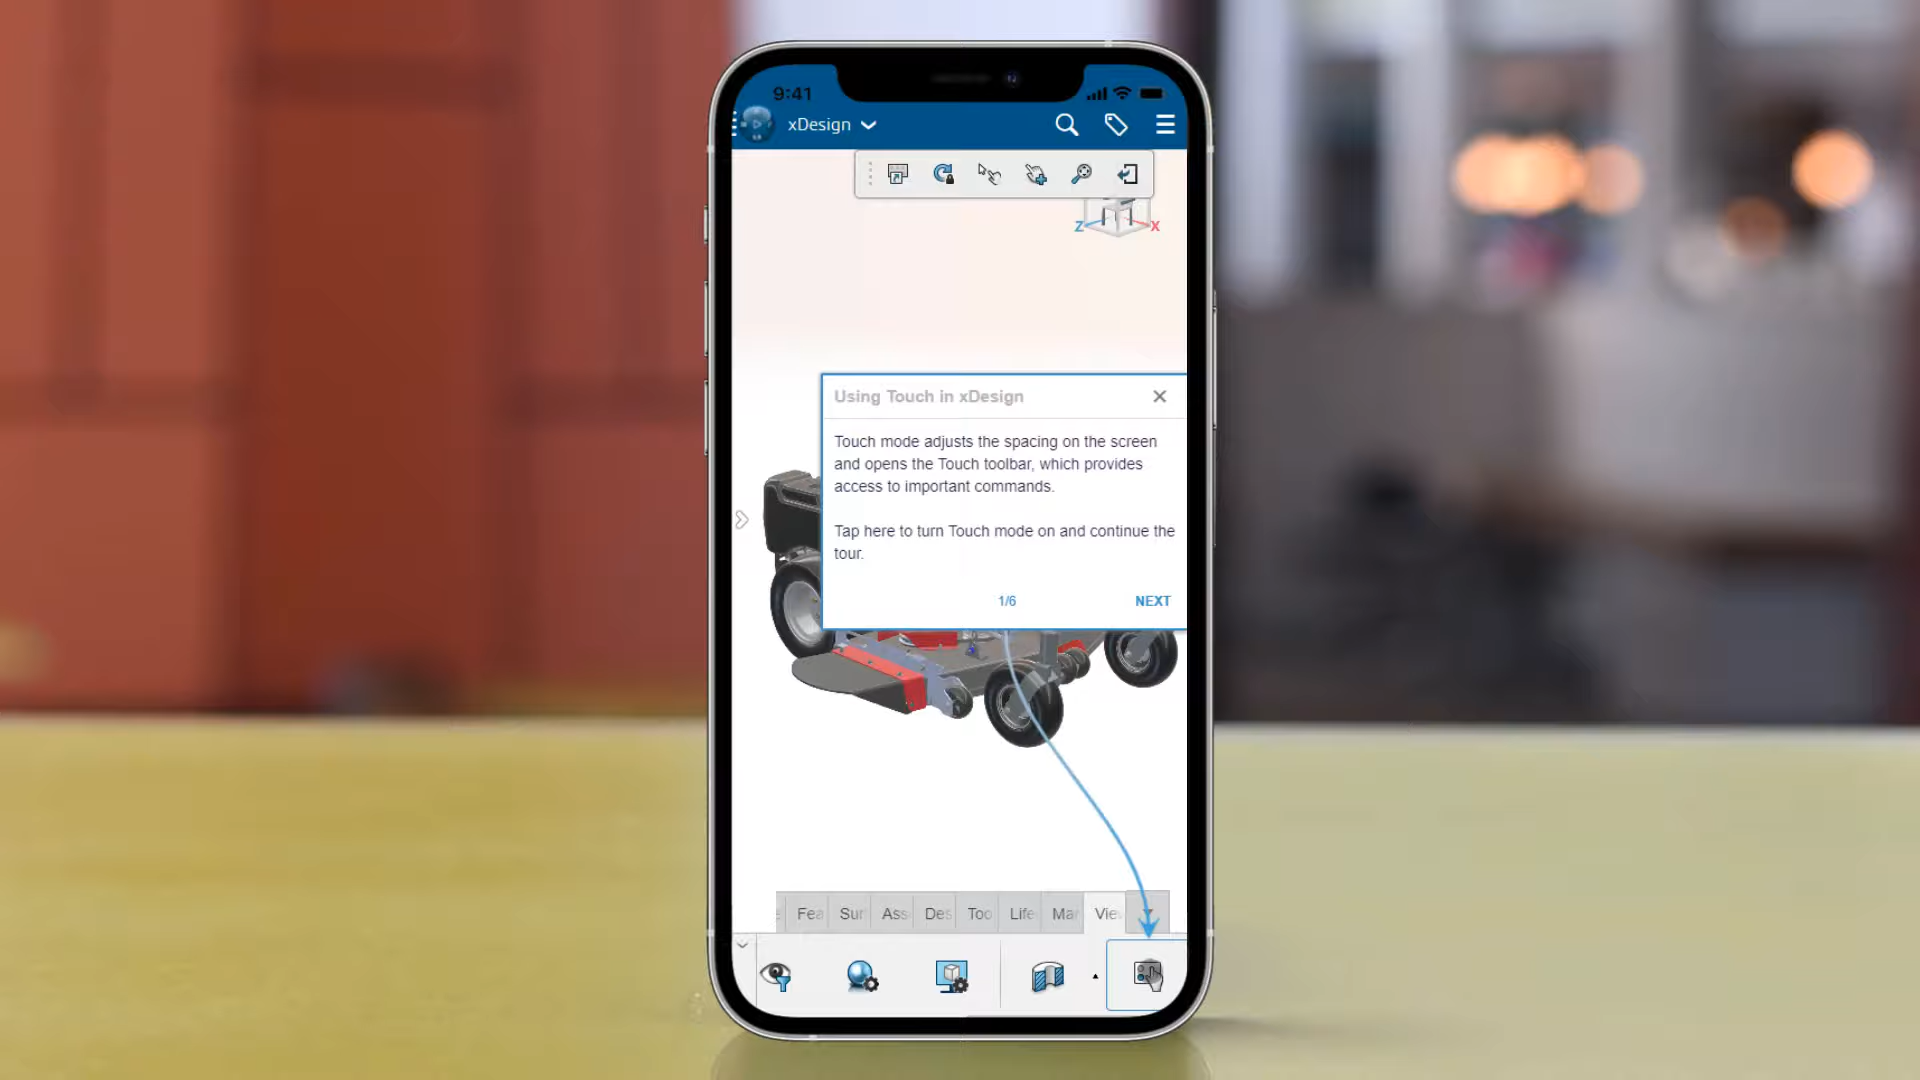 9:41
xDesign
Z X
Using Touch in xDesign
Touch mode adjusts the spacing on the screen
and opens the Touch toolbar, which provides
access to important commands.
Tap here to turn Touch mode on and continue the
tour.
1/6 NEXT
Fea Sur Ass Des Too Life Mar Vie